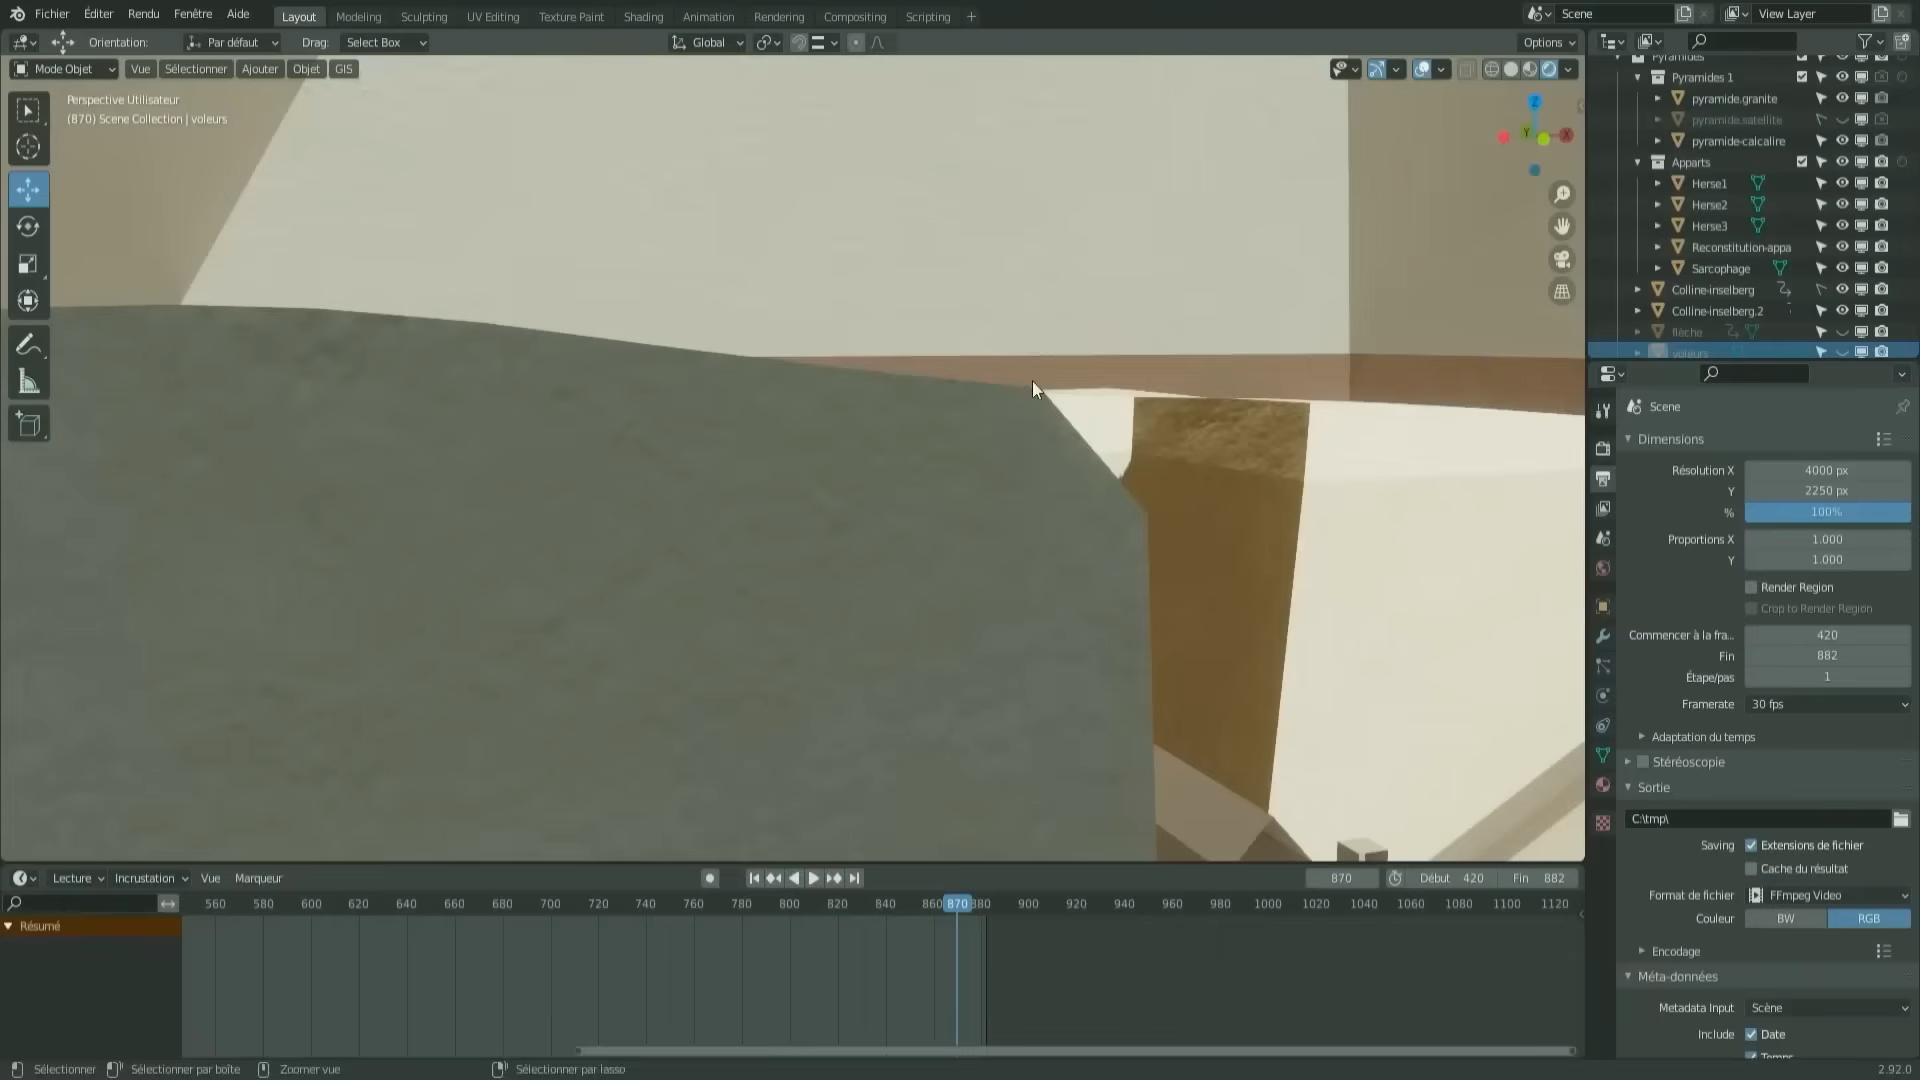 Fichier Éditer Rendu Fenêtre Aide Layout Modeling Sculpting UV Editing Texture Paint Shading Animation Rendering Compositing Scripting + Scene View Layer
Orientation: Par défaut Drag: Select Box Global Options
Mode Objet Vue Sélectionner Ajouter Objet GIS
Perspective Utilisateur
(870) Scene Collection | voleurs
Z
Y
X
Pyramides
Pyramides 1
pyramide.granite
pyramide.satellite
pyramide-calcalire
Apparts
Herse1
Herse2
Herse3
Reconstitution-appa
Sarcophage
Colline-inselberg
Colline-inselberg.2
flèche
voleurs
Scene
Dimensions
Résolution X 4000 px
Y 2250 px
% 100%
Proportions X 1.000
Y 1.000
Render Region
Crop to Render Region
Commencer à la fra... 420
Fin 882
Étape/pas 1
Framerate 30 fps
Adaptation du temps
Stéréoscopie
Sortie
C:\tmp\
Saving Extensions de fichier
Cache du résultat
Format de fichier FFmpeg Video
Couleur BW RGB
Encodage
Méta-données
Metadata Input Scène
Include Date
Temps
Lecture Incrustation Vue Marqueur 870 Début 420 Fin 882
560 580 600 620 640 660 680 700 720 740 760 780 800 820 840 860 870 880 900 920 940 960 980 1000 1020 1040 1060 1080 1100 1120
Résumé
Sélectionner Sélectionner par boîte Zoomer vue Sélectionner par lasso 2.92.0